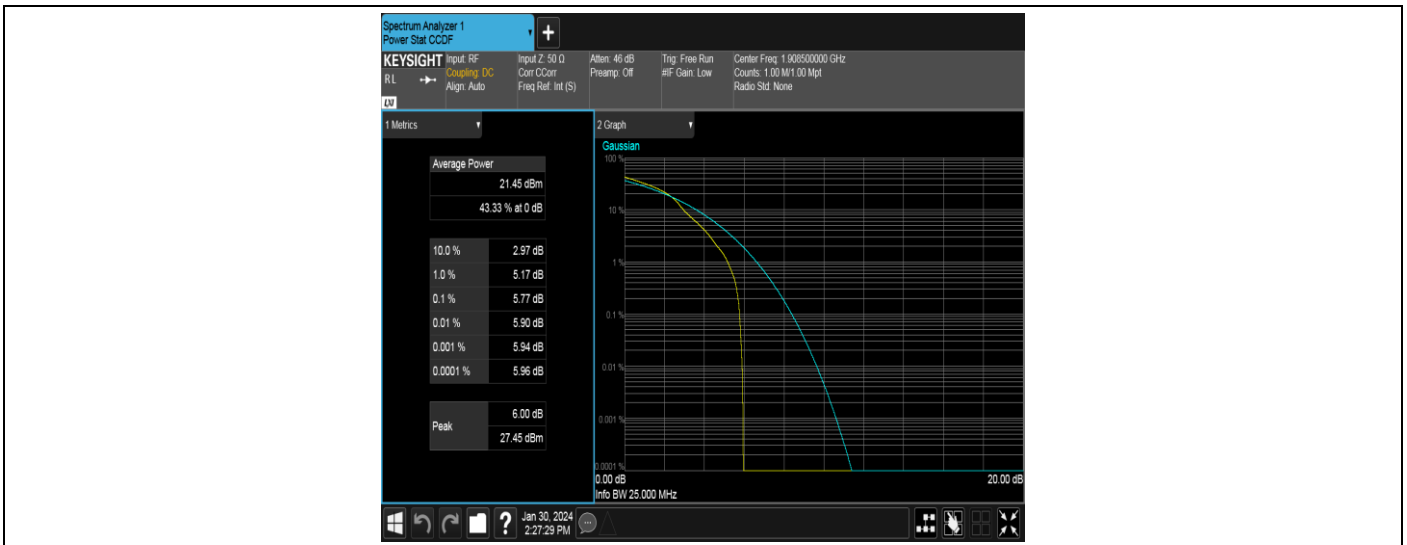 Spectrum Analyzer 1
Power Stat CCDF
+
KEYSIGHT
RL
LXI
Input: RF
Coupling: DC
Align: Auto
Input Z: 50 Ω
Corr CCorr
Freq Ref: Int (S)
Atten: 46 dB
Preamp: Off
Trig: Free Run
#IF Gain: Low
Center Freq: 1.908500000 GHz
Counts: 1.00 M/1.00 Mpt
Radio Std: None
1 Metrics
Average Power
21.45 dBm
43.33 % at 0 dB
10.0 % 2.97 dB
1.0 % 5.17 dB
0.1 % 5.77 dB
0.01 % 5.90 dB
0.001 % 5.94 dB
0.0001 % 5.96 dB
Peak
6.00 dB
27.45 dBm
2 Graph
Gaussian
100 %
10 %
1 %
0.1 %
0.01 %
0.001 %
0.0001 %
0.00 dB 20.00 dB
Info BW 25.000 MHz
?
Jan 30, 2024
2:27:29 PM